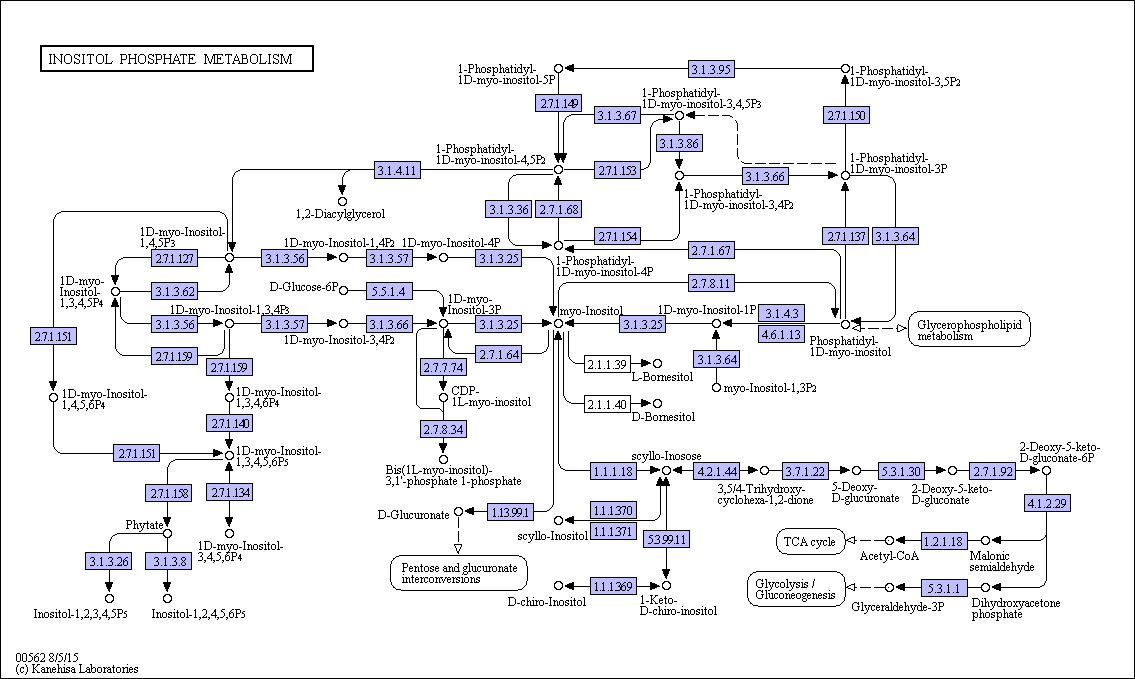 INOSITOL PHOSPHATE METABOLISM
1-Phosphatidyl-
1D-myo-inositol-5P
3.1.3.95
1-Phosphatidyl-
1D-myo-inositol-3,5P2
2.7.1.149
1-Phosphatidyl-
1D-myo-inositol-3,4,5P3
3.1.3.67
2.7.1.150
3.1.3.86
1-Phosphatidyl-
1D-myo-inositol-4,5P2
3.1.4.11
2.7.1.153
3.1.3.66
1-Phosphatidyl-
1D-myo-inositol-3P
1-Phosphatidyl-
1D-myo-inositol-3,4P2
1,2-Diacylglycerol
3.1.3.36
2.7.1.68
2.7.1.154
2.7.1.137
3.1.3.64
1D-myo-Inositol-
1,4,5P3
1D-myo-Inositol-1,4P2
1D-myo-Inositol-4P
2.7.1.67
2.7.1.127
3.1.3.56
3.1.3.57
3.1.3.25
1-Phosphatidyl-
1D-myo-inositol-4P
1D-myo-
Inositol-
1,3,4,5P4
3.1.3.62
D-Glucose-6P
5.5.1.4
2.7.8.11
1D-myo-Inositol-1,3,4P3
1D-myo-
Inositol-3P
myo-Inositol
1D-myo-Inositol-1P
3.1.4.3
3.1.3.56
3.1.3.57
3.1.3.66
3.1.3.25
3.1.3.25
4.6.1.13
Glycerophospholipid
metabolism
2.7.1.151
1D-myo-Inositol-3,4P2
Phosphatidyl-
1D-myo-inositol
2.7.1.159
2.7.1.159
2.7.1.64
2.7.7.74
2.1.1.39
L-Bornesitol
3.1.3.64
myo-Inositol-1,3P2
1D-myo-Inositol-
1,4,5,6P4
1D-myo-Inositol-
1,3,4,6P4
CDP-
1L-myo-inositol
2.1.1.40
D-Bornesitol
2.7.1.140
2.7.8.34
2.7.1.151
1D-myo-Inositol-
1,3,4,5,6P5
Bis(1L-myo-inositol)-
3,1'-phosphate 1-phosphate
scyllo-Inosose
2-Deoxy-5-keto-
D-gluconate-6P
1.1.1.18
4.2.1.44
3.7.1.22
5.3.1.30
2.7.1.92
2.7.1.158
2.7.1.134
3,5/4-Trihydroxy-
cyclohexa-1,2-dione
5-Deoxy-
D-glucuronate
2-Deoxy-5-keto-
D-gluconate
4.1.2.29
D-Glucuronate
1.13.99.1
1.1.1.370
1.1.1.371
scyllo-Inositol
Phytate
1D-myo-Inositol-
3,4,5,6P4
5.3.99.11
TCA cycle
1.2.1.18
Acetyl-CoA
Malonic
semialdehyde
3.1.3.26
3.1.3.8
Pentose and glucuronate
interconversions
1.1.1.369
D-chiro-Inositol
1-Keto-
D-chiro-inositol
Glycolysis /
Gluconeogenesis
5.3.1.1
Glyceraldehyde-3P
Dihydroxyacetone
phosphate
Inositol-1,2,3,4,5P5
Inositol-1,2,4,5,6P5
00562 8/5/15
(c) Kanehisa Laboratories